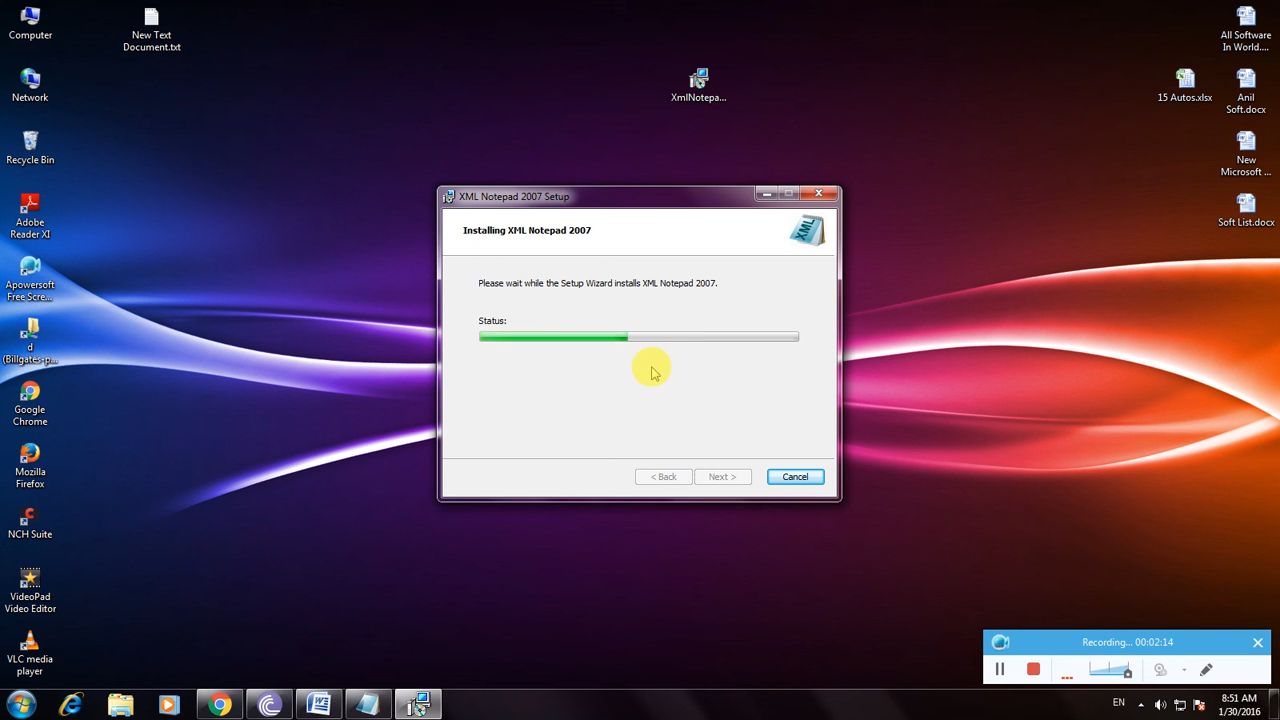 Computer
New Text
Document.txt
XmlNotepa...
All Software
In World....
Network
15 Autos.xlsx
Anil
Soft.docx
Recycle Bin
New
Microsoft ...
Adobe
Reader XI
Soft List.docx
Apowersoft
Free Scree...
d
(Billgates-p...
Google
Chrome
Mozilla
Firefox
NCH Suite
VideoPad
Video Editor
VLC media
player
XML Notepad 2007 Setup
Installing XML Notepad 2007
XML
Please wait while the Setup Wizard installs XML Notepad 2007.
Status:
< Back
Next >
Cancel
Recording... 00:02:14
EN
8:51 AM
1/30/2016